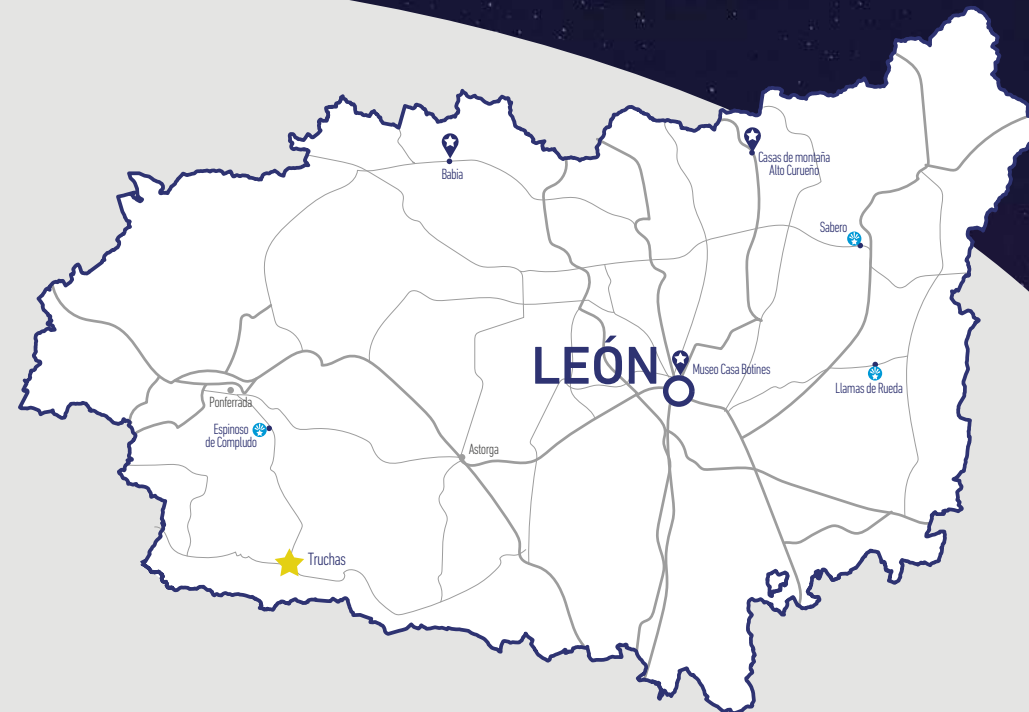 Babia
Casas de montaña
Alto Curueño
Sabero
LEÓN
Museo Casa Botines
Llamas de Rueda
Ponferrada
Espinoso
de Compludo
Astorga
Truchas